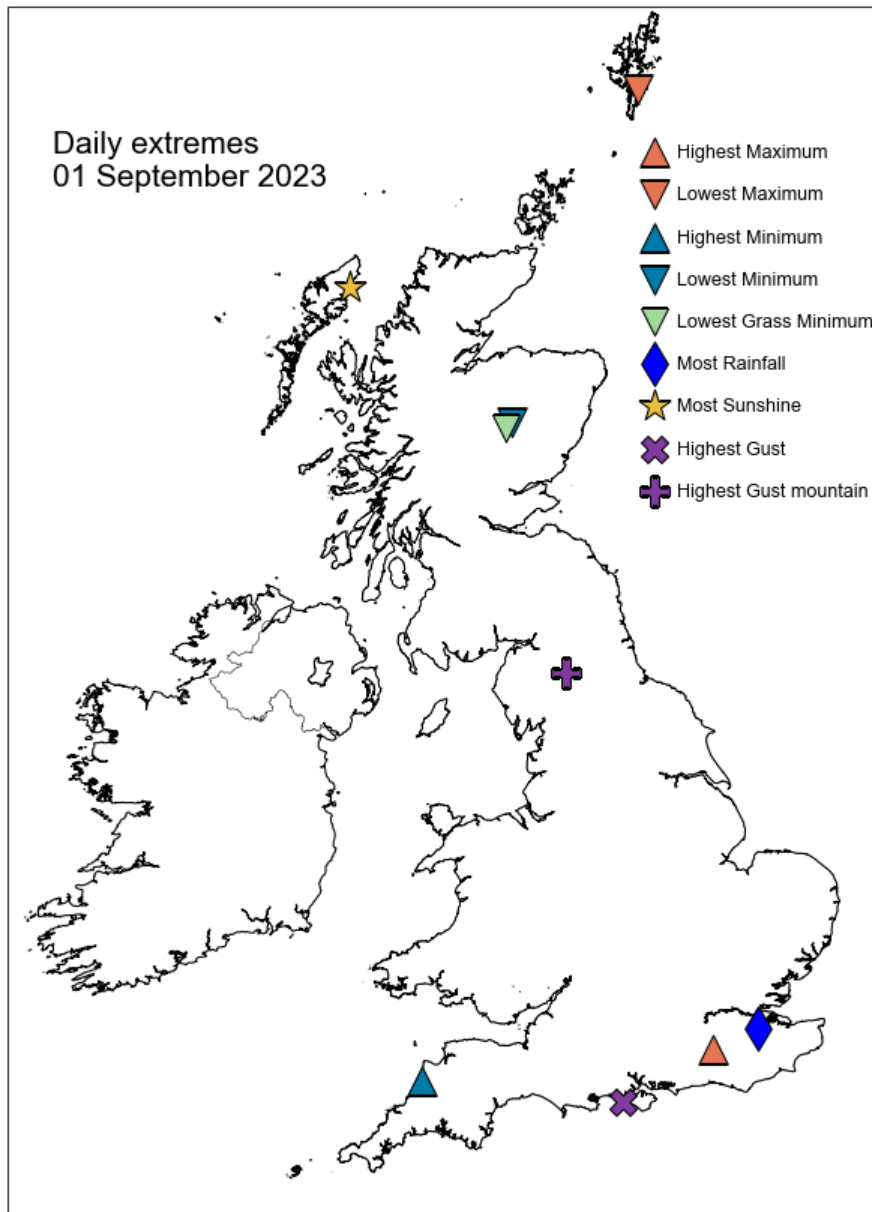 Daily extremes
01 September 2023
Highest Maximum
Lowest Maximum
Highest Minimum
Lowest Minimum
Lowest Grass Minimum
Most Rainfall
Most Sunshine
Highest Gust
Highest Gust mountain